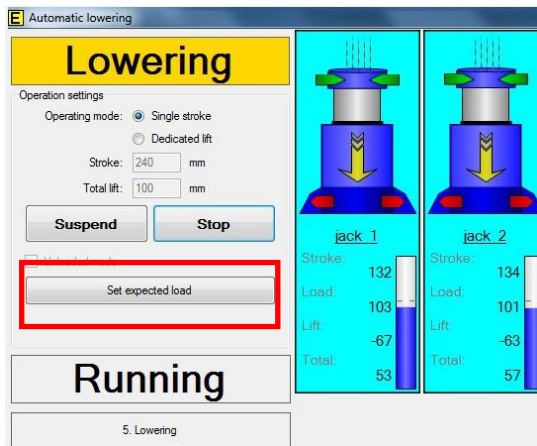 E Automatic lowering
Lowering
Operation settings
Operating mode: Single stroke
Dedicated lift
Stroke: 240 mm
Total lift: 100 mm
Suspend Stop
Set expected load
Running
5. Lowering
jack 1
Stroke:
132
Load:
103
Lift:
-67
Total:
53
jack 2
Stroke:
134
Load:
101
Lift:
-63
Total:
57